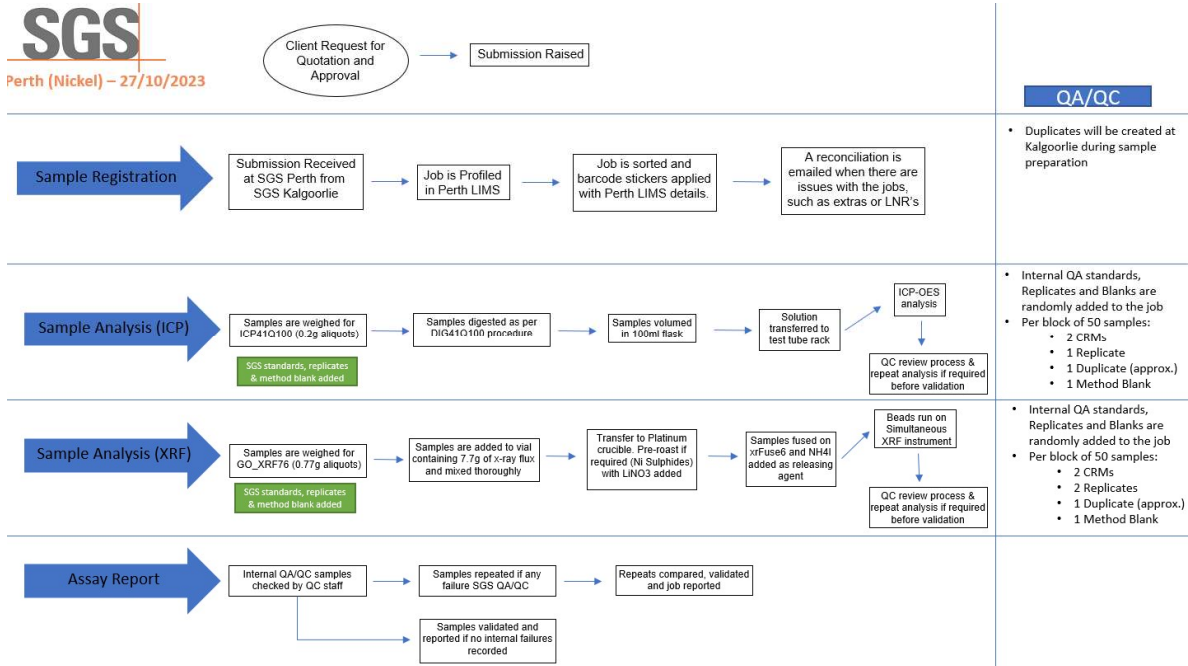 SGS
Perth (Nickel) – 27/10/2023
Client Request for
Quotation and
Approval
Submission Raised
QA/QC
Sample Registration
Submission Received
at SGS Perth from
SGS Kalgoorlie
Job is Profiled
in Perth LIMS
Job is sorted and
barcode stickers applied
with Perth LIMS details.
A reconciliation is
emailed when there are
issues with the jobs,
such as extras or LNR's
• Duplicates will be created at
Kalgoorlie during sample
preparation
Sample Analysis (ICP)
Samples are weighed for
ICP41Q100 (0.2g aliquots)
SGS standards, replicates
& method blank added
Samples digested as per
DIG41Q100 procedure
Samples volumed
in 100ml flask
Solution
transferred to
test tube rack
ICP-OES
analysis
QC review process &
repeat analysis if required
before validation
• Internal QA standards,
Replicates and Blanks are
randomly added to the job
• Per block of 50 samples:
• 2 CRMs
• 1 Replicate
• 1 Duplicate (approx.)
• 1 Method Blank
Sample Analysis (XRF)
Samples are weighed for
GO_XRF76 (0.77g aliquots)
SGS standards, replicates
& method blank added
Samples are added to vial
containing 7.7g of x-ray flux
and mixed thoroughly
Transfer to Platinum
crucible. Pre-roast if
required (Ni Sulphides)
with LiNO3 added
Samples fused on
xrFuse6 and NH4I
added as releasing
agent
Beads run on
Simultaneous
XRF instrument
QC review process &
repeat analysis if required
before validation
• Internal QA standards,
Replicates and Blanks are
randomly added to the job
• Per block of 50 samples:
• 2 CRMs
• 2 Replicates
• 1 Duplicate (approx.)
• 1 Method Blank
Assay Report
Internal QA/QC samples
checked by QC staff
Samples repeated if any
failure SGS QA/QC
Repeats compared, validated
and job reported
Samples validated and
reported if no internal failures
recorded